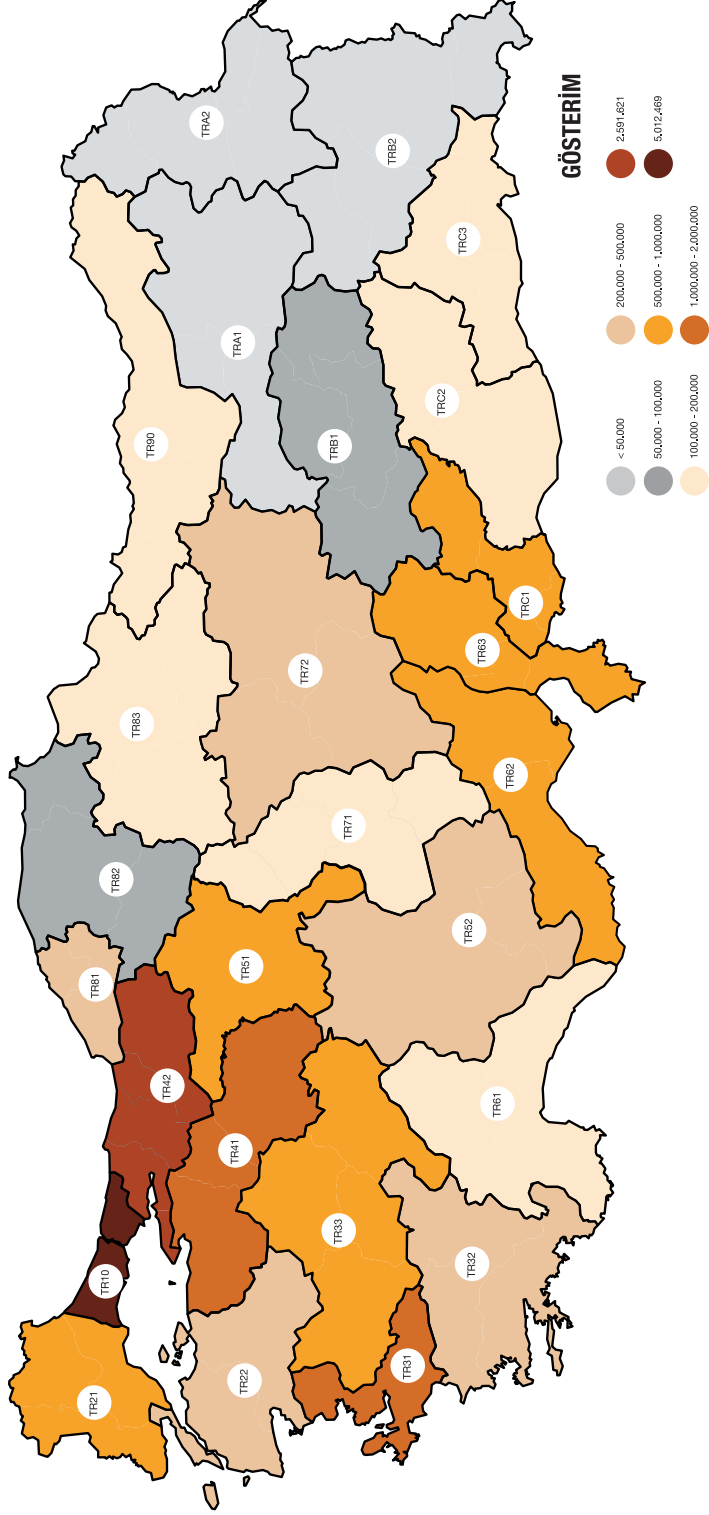 TR21
TR10
TR22
TR31
TR32
TR33
TR41
TR42
TR81
TR82
TR51
TR52
TR61
TR62
TR63
TR71
TR72
TR83
TR90
TRA1
TRA2
TRB1
TRB2
TRC1
TRC2
TRC3
GÖSTERİM
< 50.000
50.000 - 100.000
100.000 - 200.000
200.000 - 500.000
500.000 - 1.000.000
1.000.000 - 2.000.000
2.591.621
5.012.469